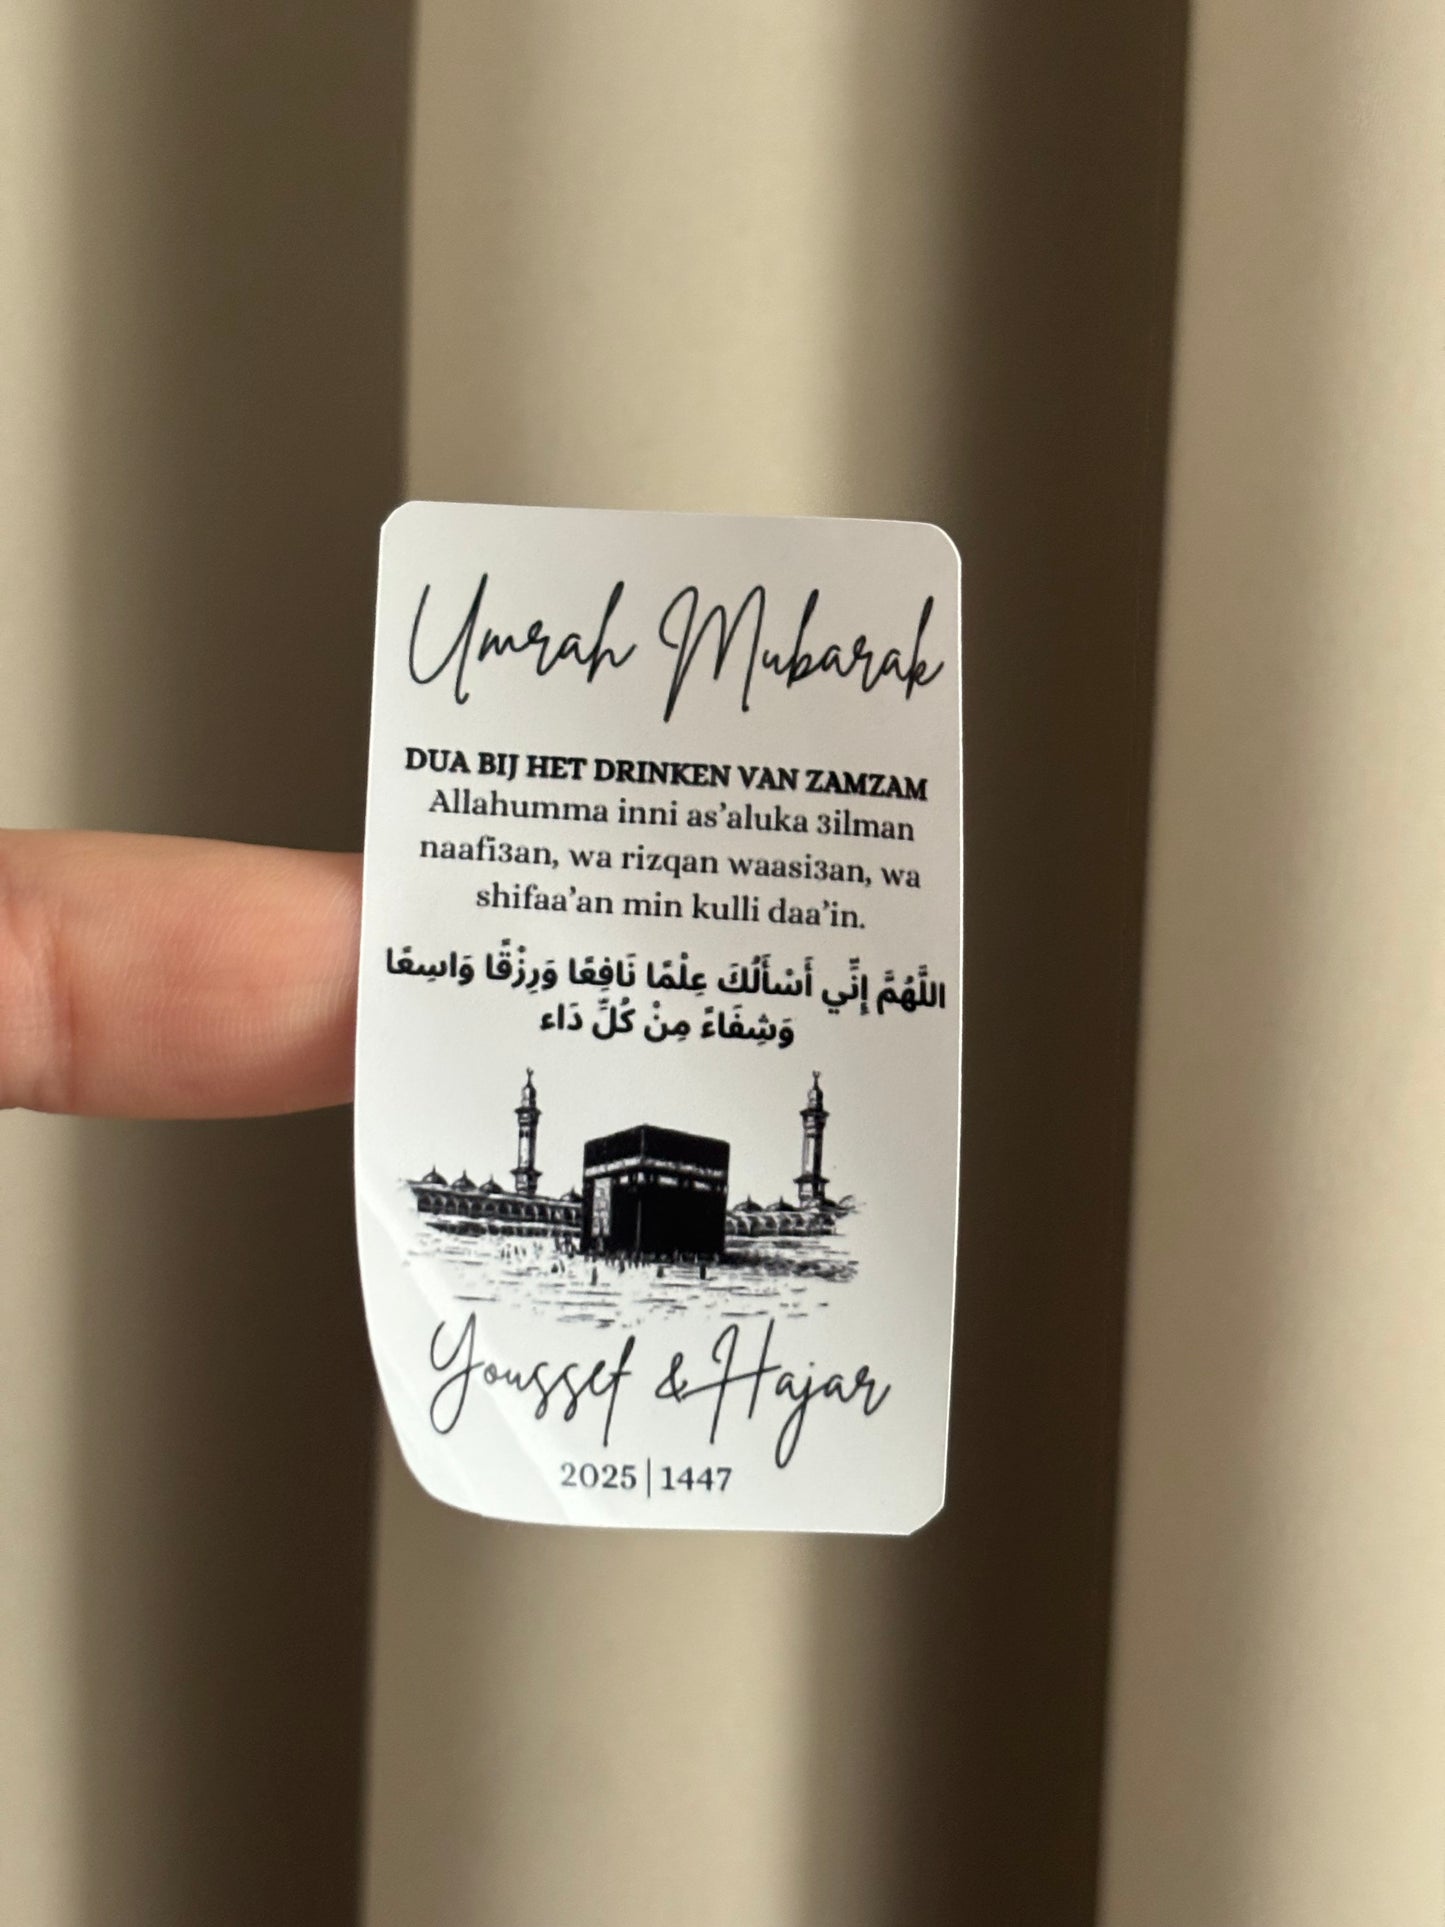 Umrah Mubarak
DUA BIJ HET DRINKEN VAN ZAMZAM
Allahumma inni as’aluka 3ilman
naafi3an, wa rizqan waasi3an, wa
shifaa’an min kulli daa’in.
اللَّهُمَّ إِنِّي أَسْأَلُكَ عِلْمًا نَافِعًا وَرِزْقًا وَاسِعًا
وَشِفَاءً مِنْ كُلِّ دَاء
Youssef & Hajar
2025|1447